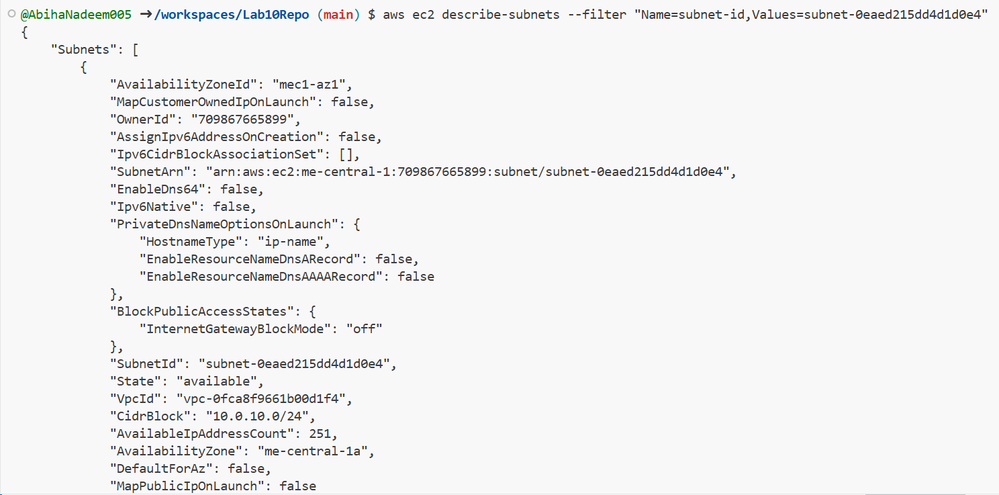 @AbihaNadeem005 → /workspaces/Lab10Repo (main) $ aws ec2 describe-subnets --filter "Name=subnet-id,Values=subnet-0eaed215dd4d1d0e4"
{
    "Subnets": [
        {
            "AvailabilityZoneId": "mec1-az1",
            "MapCustomerOwnedIpOnLaunch": false,
            "OwnerId": "709867665899",
            "AssignIpv6AddressOnCreation": false,
            "Ipv6CidrBlockAssociationSet": [],
            "SubnetArn": "arn:aws:ec2:me-central-1:709867665899:subnet/subnet-0eaed215dd4d1d0e4",
            "EnableDns64": false,
            "Ipv6Native": false,
            "PrivateDnsNameOptionsOnLaunch": {
                "HostnameType": "ip-name",
                "EnableResourceNameDnsARecord": false,
                "EnableResourceNameDnsAAAARecord": false
            },
            "BlockPublicAccessStates": {
                "InternetGatewayBlockMode": "off"
            },
            "SubnetId": "subnet-0eaed215dd4d1d0e4",
            "State": "available",
            "VpcId": "vpc-0fca8f9661b00d1f4",
            "CidrBlock": "10.0.10.0/24",
            "AvailableIpAddressCount": 251,
            "AvailabilityZone": "me-central-1a",
            "DefaultForAz": false,
            "MapPublicIpOnLaunch": false